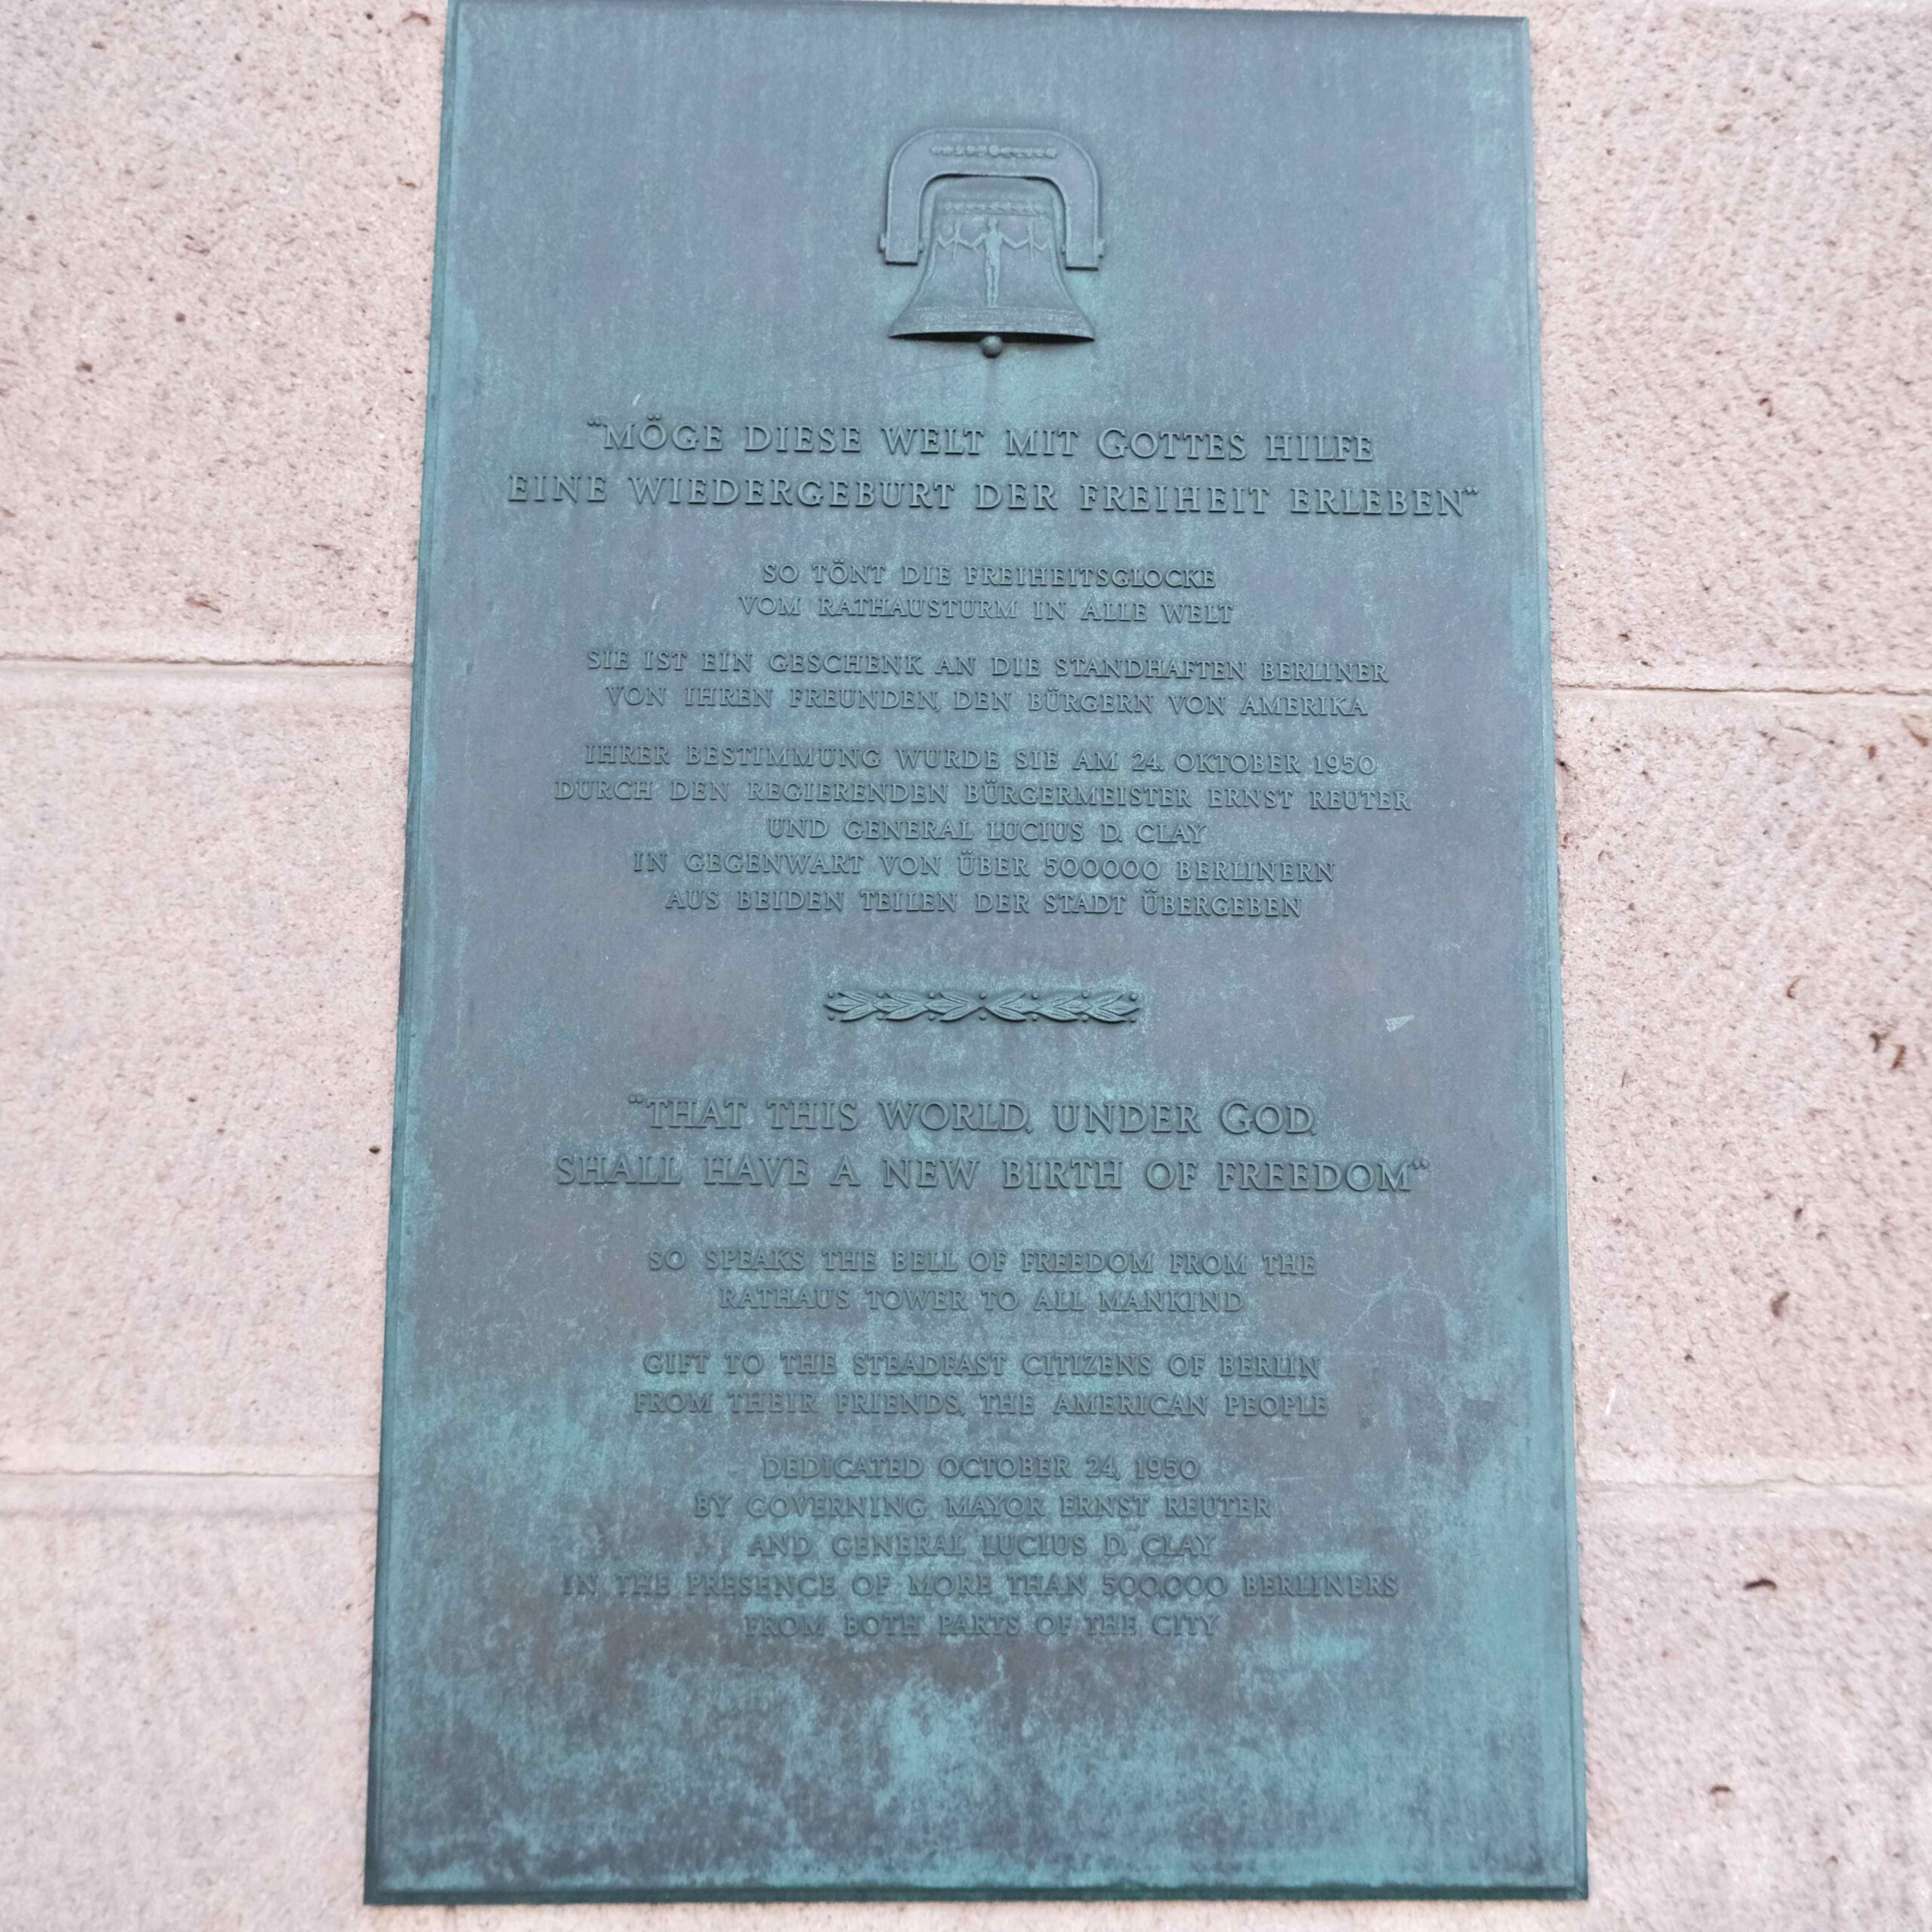 "MÖGE DIESE WELT MIT GOTTES HILFE
EINE WIEDERGEBURT DER FREIHEIT ERLEBEN"
SO TÖNT DIE FREIHEITSGLOCKE
VOM RATHAUSTURM IN ALLE WELT
SIE IST EIN GESCHENK AN DIE STANDHAFTEN BERLINER
VON IHREN FREUNDEN, DEN BÜRGERN VON AMERIKA
IHRER BESTIMMUNG WURDE SIE AM 24. OKTOBER 1950
DURCH DEN REGIERENDEN BÜRGERMEISTER ERNST REUTER
UND GENERAL LUCIUS D. CLAY
IN GEGENWART VON ÜBER 500000 BERLINERN
AUS BEIDEN TEILEN DER STADT ÜBERGEBEN
"THAT THIS WORLD, UNDER GOD,
SHALL HAVE A NEW BIRTH OF FREEDOM"
SO SPEAKS THE BELL OF FREEDOM FROM THE
RATHAUS TOWER TO ALL MANKIND
GIFT TO THE STEADFAST CITIZENS OF BERLIN
FROM THEIR FRIENDS, THE AMERICAN PEOPLE
DEDICATED OCTOBER 24, 1950
BY GOVERNING MAYOR ERNST REUTER
AND GENERAL LUCIUS D. CLAY
IN THE PRESENCE OF MORE THAN 500,000 BERLINERS
FROM BOTH PARTS OF THE CITY